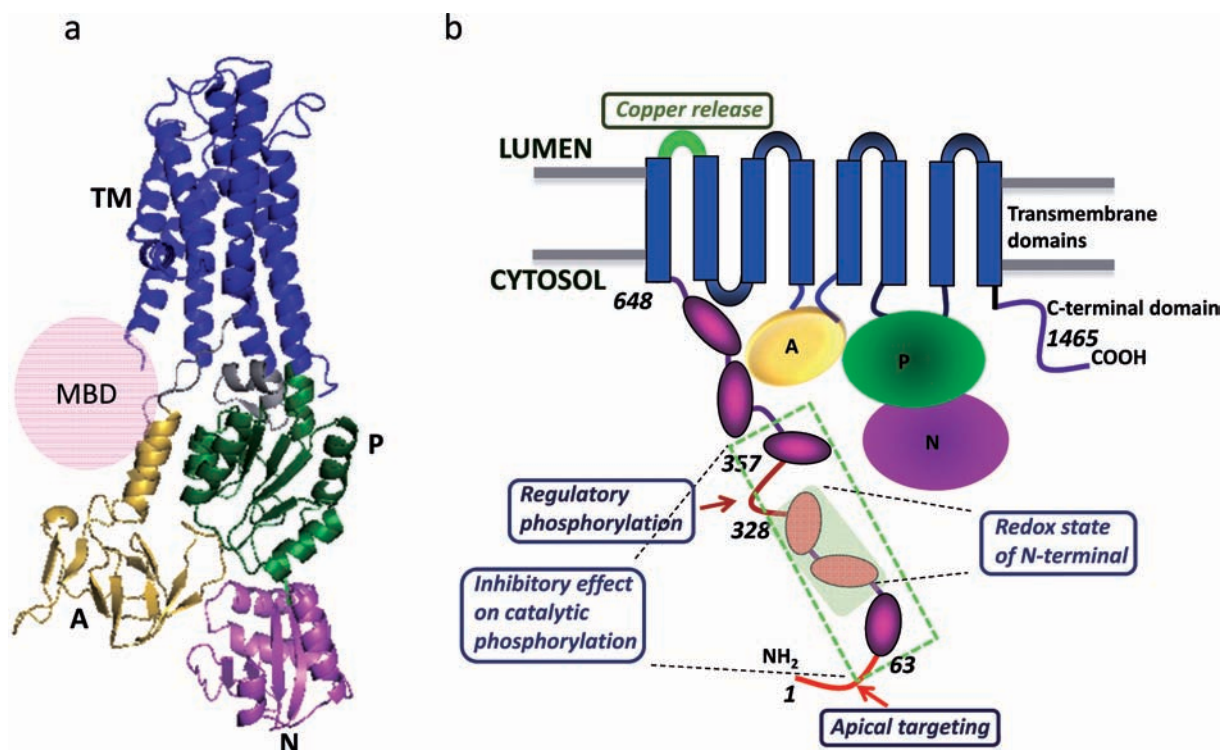 a
TM
MBD
P
A
N
b
Copper release
LUMEN
Transmembrane
domains
CYTOSOL
648
C-terminal domain
1465
COOH
A
P
N
357
Regulatory
phosphorylation
328
Redox state
of N-terminal
Inhibitory effect
on catalytic
phosphorylation
NH2
63
1
Apical targeting